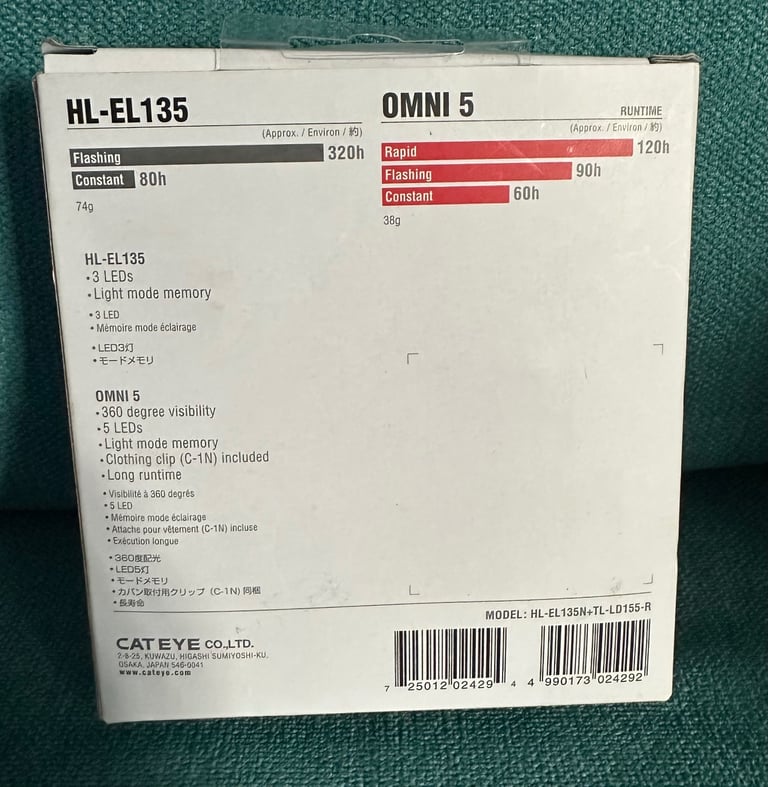 HL-EL135
(Approx. / Environ / 約)
Flashing 320h
Constant 80h
74g
OMNI 5 RUNTIME
(Approx. / Environ / 約)
Rapid 120h
Flashing 90h
Constant 60h
38g
HL-EL135
・3 LEDs
・Light mode memory
・3 LED
・Mémoire mode éclairage
・LED3灯
・モードメモリ
OMNI 5
・360 degree visibility
・5 LEDs
・Light mode memory
・Clothing clip (C-1N) included
・Long runtime
・Visibilité à 360 degrés
・5 LED
・Mémoire mode éclairage
・Attache pour vêtement (C-1N) incluse
・Exécution longue
・360度配光
・LED5灯
・モードメモリ
・カバン取付用クリップ (C-1N) 同梱
・長寿命
MODEL: HL-EL135N+TL-LD155-R
CAT EYE CO.,LTD.
2-8-25, KUWAZU, HIGASHI SUMIYOSHI-KU,
OSAKA, JAPAN 546-0041
www.cateye.com
7 25012 02429 4
4 990173 024292